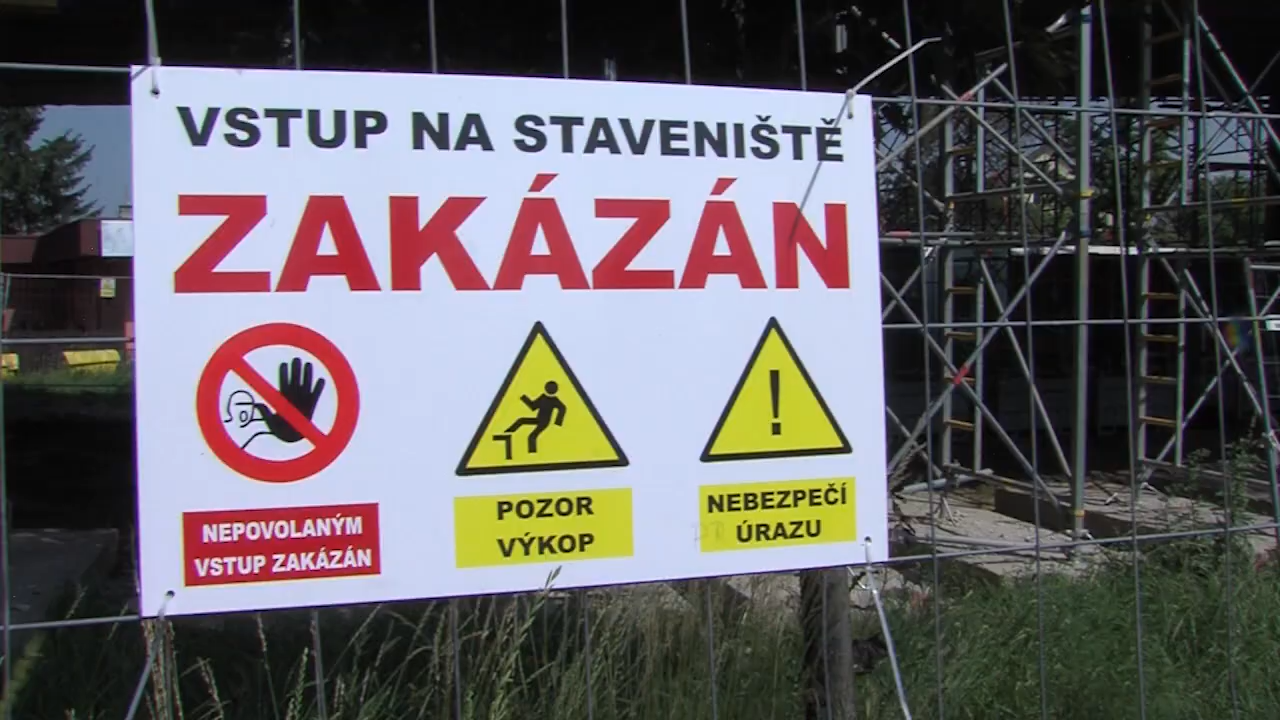 VSTUP NA STAVENIŠTĚ
ZAKÁZÁN
NEPOVOLANÝM
VSTUP ZAKÁZÁN
POZOR
VÝKOP
NEBEZPEČÍ
ÚRAZU